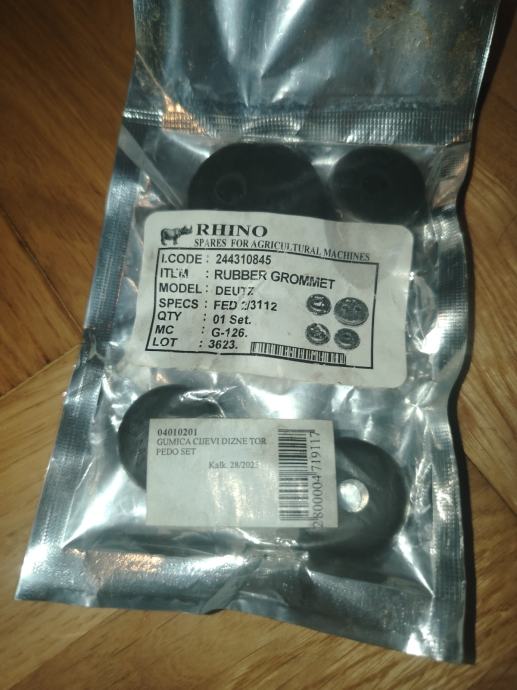 RHINO
SPARES FOR AGRICULTURAL MACHINES
I.CODE : 244310845
ITEM : RUBBER GROMMET
MODEL : DEUTZ
SPECS : FED 2/3112
QTY : 01 Set.
MC : G-126.
LOT : 3623.
04010201
GUMICA CIJEVI DIZNE TOR
PEDO SET
Kalk. 28/2025
2800004719117